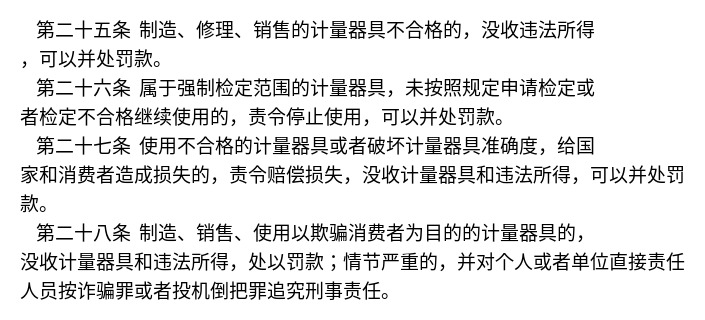 第二十五条 制造、修理、销售的计量器具不合格的，没收违法所得
，可以并处罚款。
第二十六条 属于强制检定范围的计量器具，未按照规定申请检定或
者检定不合格继续使用的，责令停止使用，可以并处罚款。
第二十七条 使用不合格的计量器具或者破坏计量器具准确度，给国
家和消费者造成损失的，责令赔偿损失，没收计量器具和违法所得，可以并处罚
款。
第二十八条 制造、销售、使用以欺骗消费者为目的的计量器具的，
没收计量器具和违法所得，处以罚款；情节严重的，并对个人或者单位直接责任
人员按诈骗罪或者投机倒把罪追究刑事责任。